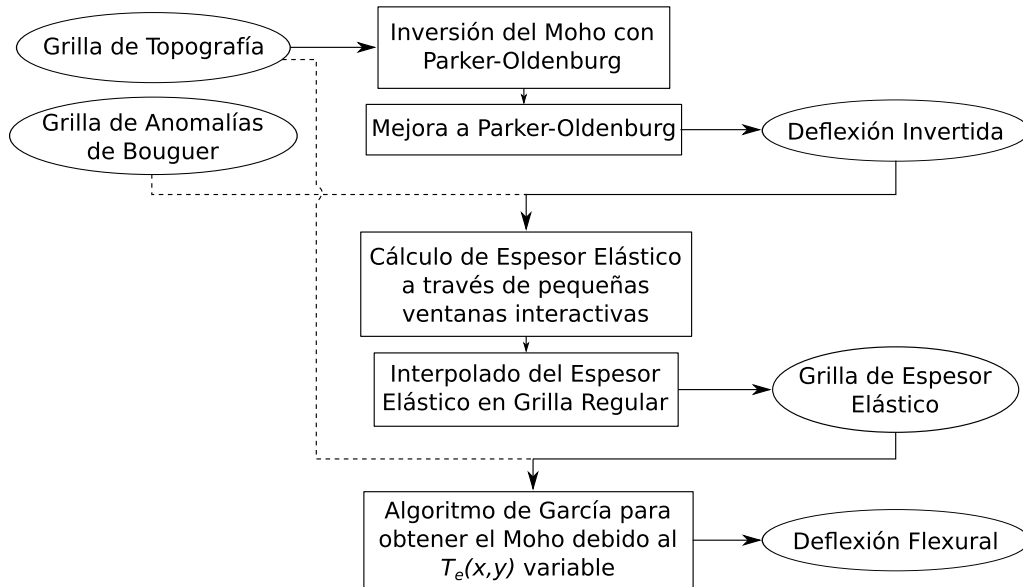 Grilla de Topografía
Inversión del Moho con
Parker-Oldenburg
Grilla de Anomalías
de Bouguer
Mejora a Parker-Oldenburg
Deflexión Invertida
Cálculo de Espesor Elástico
a través de pequeñas
ventanas interactivas
Interpolado del Espesor
Elástico en Grilla Regular
Grilla de Espesor
Elástico
Algoritmo de García para
obtener el Moho debido al
Te(x,y) variable
Deflexión Flexural